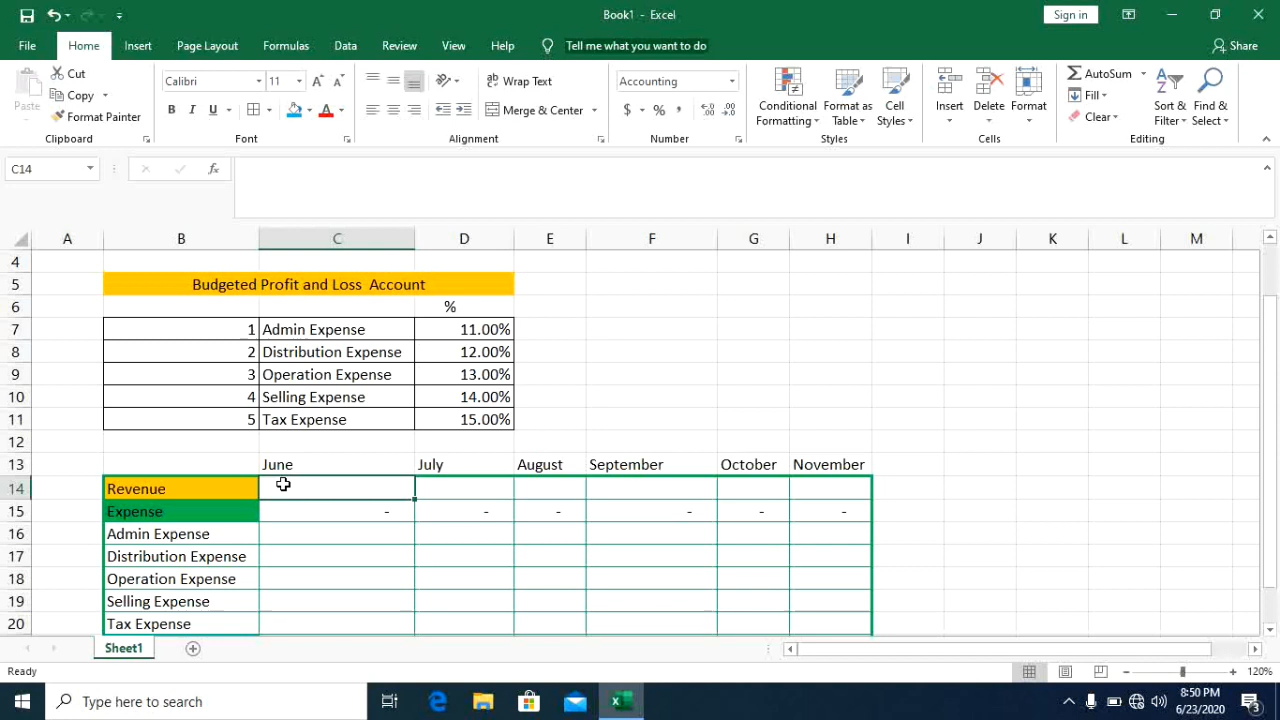 Book1 - Excel
Sign in
File Home Insert Page Layout Formulas Data Review View Help Tell me what you want to do Share
Paste
Cut
Copy
Format Painter
Clipboard
Calibri 11
B I U A
Font
Wrap Text
Merge & Center
Alignment
Accounting
$ % ,
Number
Conditional Formatting
Format as Table
Cell Styles
Styles
Insert Delete Format
Cells
AutoSum
Fill
Clear
Sort & Filter
Find & Select
Editing
C14 fx
A B C D E F G H I J K L M
4
5 Budgeted Profit and Loss Account
6 %
7 1 Admin Expense 11.00%
8 2 Distribution Expense 12.00%
9 3 Operation Expense 13.00%
10 4 Selling Expense 14.00%
11 5 Tax Expense 15.00%
12
13 June July August September October November
14 Revenue
15 Expense - - - - - -
16 Admin Expense
17 Distribution Expense
18 Operation Expense
19 Selling Expense
20 Tax Expense
Sheet1
Ready 120%
Type here to search
8:50 PM
6/23/2020
3